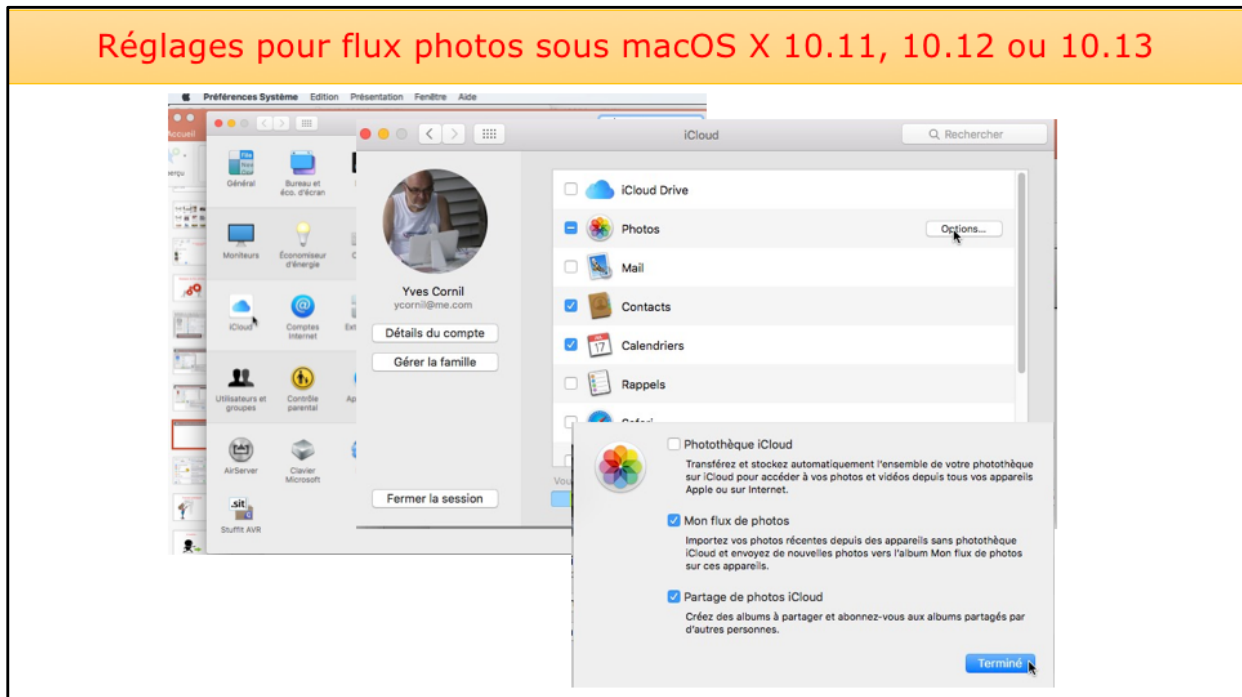 Réglages pour flux photos sous macOS X 10.11, 10.12 ou 10.13
Préférences Système Edition Présentation Fenêtre Aide
Accueil
Général
Bureau et
éco. d'écran
Moniteurs
Économiseur
d'énergie
iCloud
Comptes
Internet
Utilisateurs et
groupes
Contrôle
parental
AirServer
Clavier
Microsoft
.sit
Stuffit AVR
iCloud
Rechercher
Yves Cornil
ycornil@me.com
Détails du compte
Gérer la famille
Fermer la session
iCloud Drive
Photos
Options...
Mail
Contacts
17
Calendriers
Rappels
Photothèque iCloud
Transférez et stockez automatiquement l'ensemble de votre photothèque
sur iCloud pour accéder à vos photos et vidéos depuis tous vos appareils
Apple ou sur Internet.
Mon flux de photos
Importez vos photos récentes depuis des appareils sans photothèque
iCloud et envoyez de nouvelles photos vers l'album Mon flux de photos
sur ces appareils.
Partage de photos iCloud
Créez des albums à partager et abonnez-vous aux albums partagés par
d'autres personnes.
Terminé